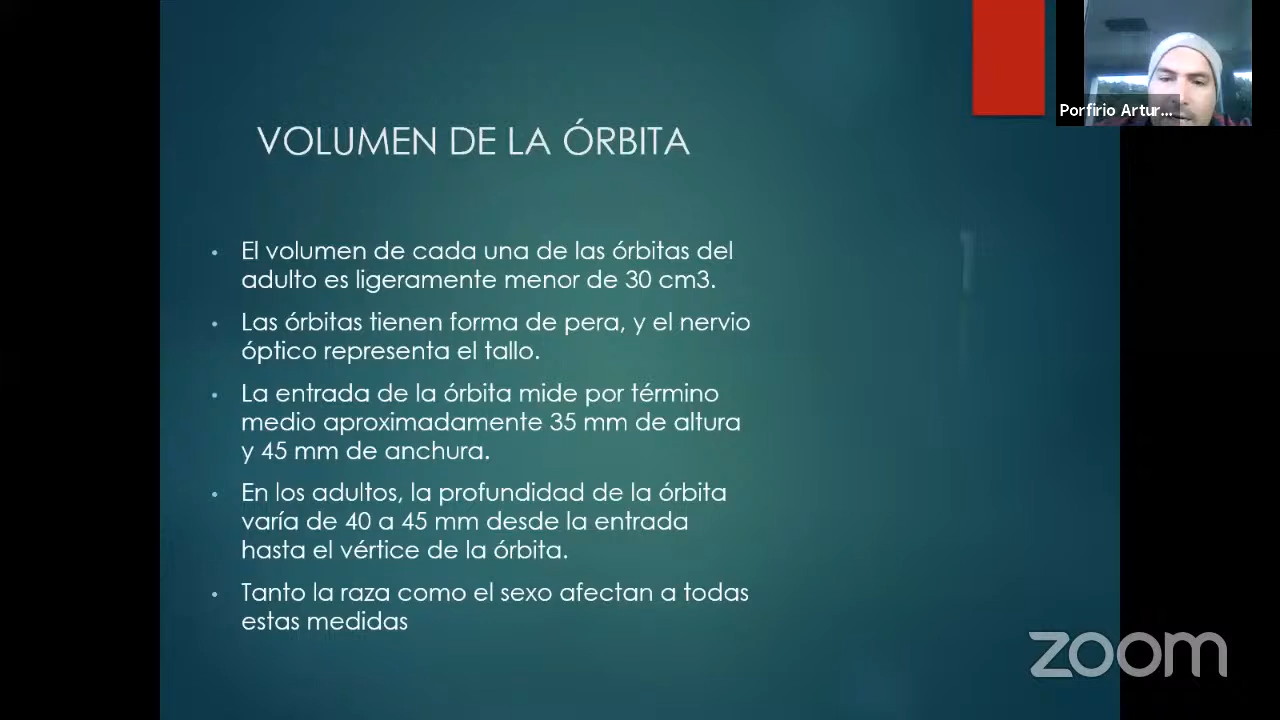 Porfirio Artur...
VOLUMEN DE LA ÓRBITA
• El volumen de cada una de las órbitas del
adulto es ligeramente menor de 30 cm3.
• Las órbitas tienen forma de pera, y el nervio
óptico representa el tallo.
• La entrada de la órbita mide por término
medio aproximadamente 35 mm de altura
y 45 mm de anchura.
• En los adultos, la profundidad de la órbita
varía de 40 a 45 mm desde la entrada
hasta el vértice de la órbita.
• Tanto la raza como el sexo afectan a todas
estas medidas
zoom